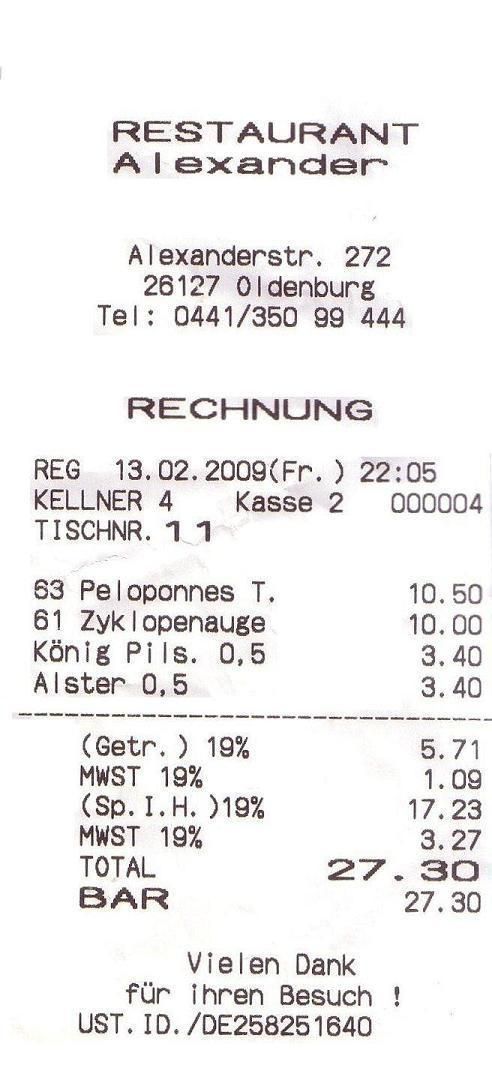 RESTAURANT
Alexander
Alexanderstr. 272
26127 Oldenburg
Tel: 0441/350 99 444
RECHNUNG
REG 13.02.2009(Fr.) 22:05
KELLNER 4 Kasse 2 000004
TISCHNR. 11
63 Peloponnes T. 10.50
61 Zyklopenauge 10.00
König Pils. 0,5 3.40
Alster 0,5 3.40
(Getr.) 19% 5.71
MWST 19% 1.09
(Sp.I.H.)19% 17.23
MWST 19% 3.27
TOTAL 27.30
BAR 27.30
Vielen Dank
für ihren Besuch !
UST.ID./DE258251640